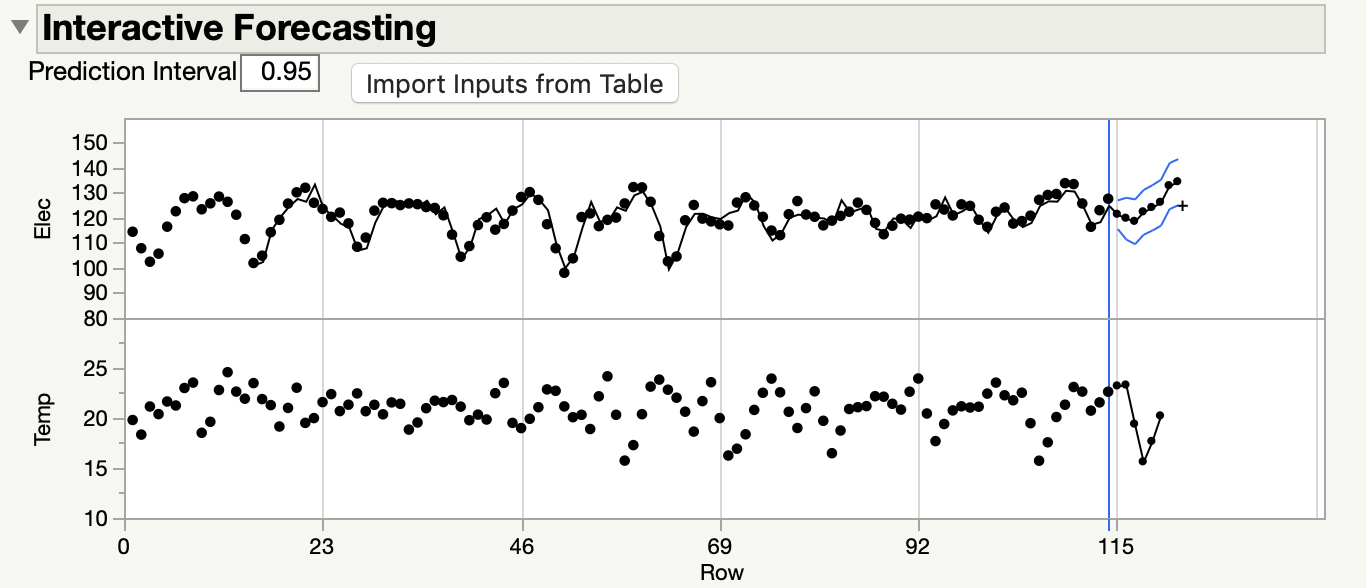 Interactive Forecasting
Prediction Interval 0.95 Import Inputs from Table
150
140
130
120
110
100
90
80
Elec
25
20
15
10
Temp
0 23 46 69 92 115
Row